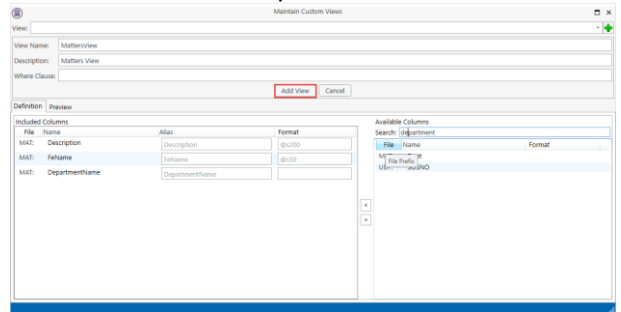 Maintain Custom Views
View:
View Name: MattersView
Description: Matters View
Where Clause:
Add View Cancel
Definition Preview
Included Columns Available Columns
Search: department
File Name Alias Format File Name Format
MAT: Description Description @s200
File Prefix
MAT: FeName FeName @s50
MAT: DepartmentName DepartmentName
<
>